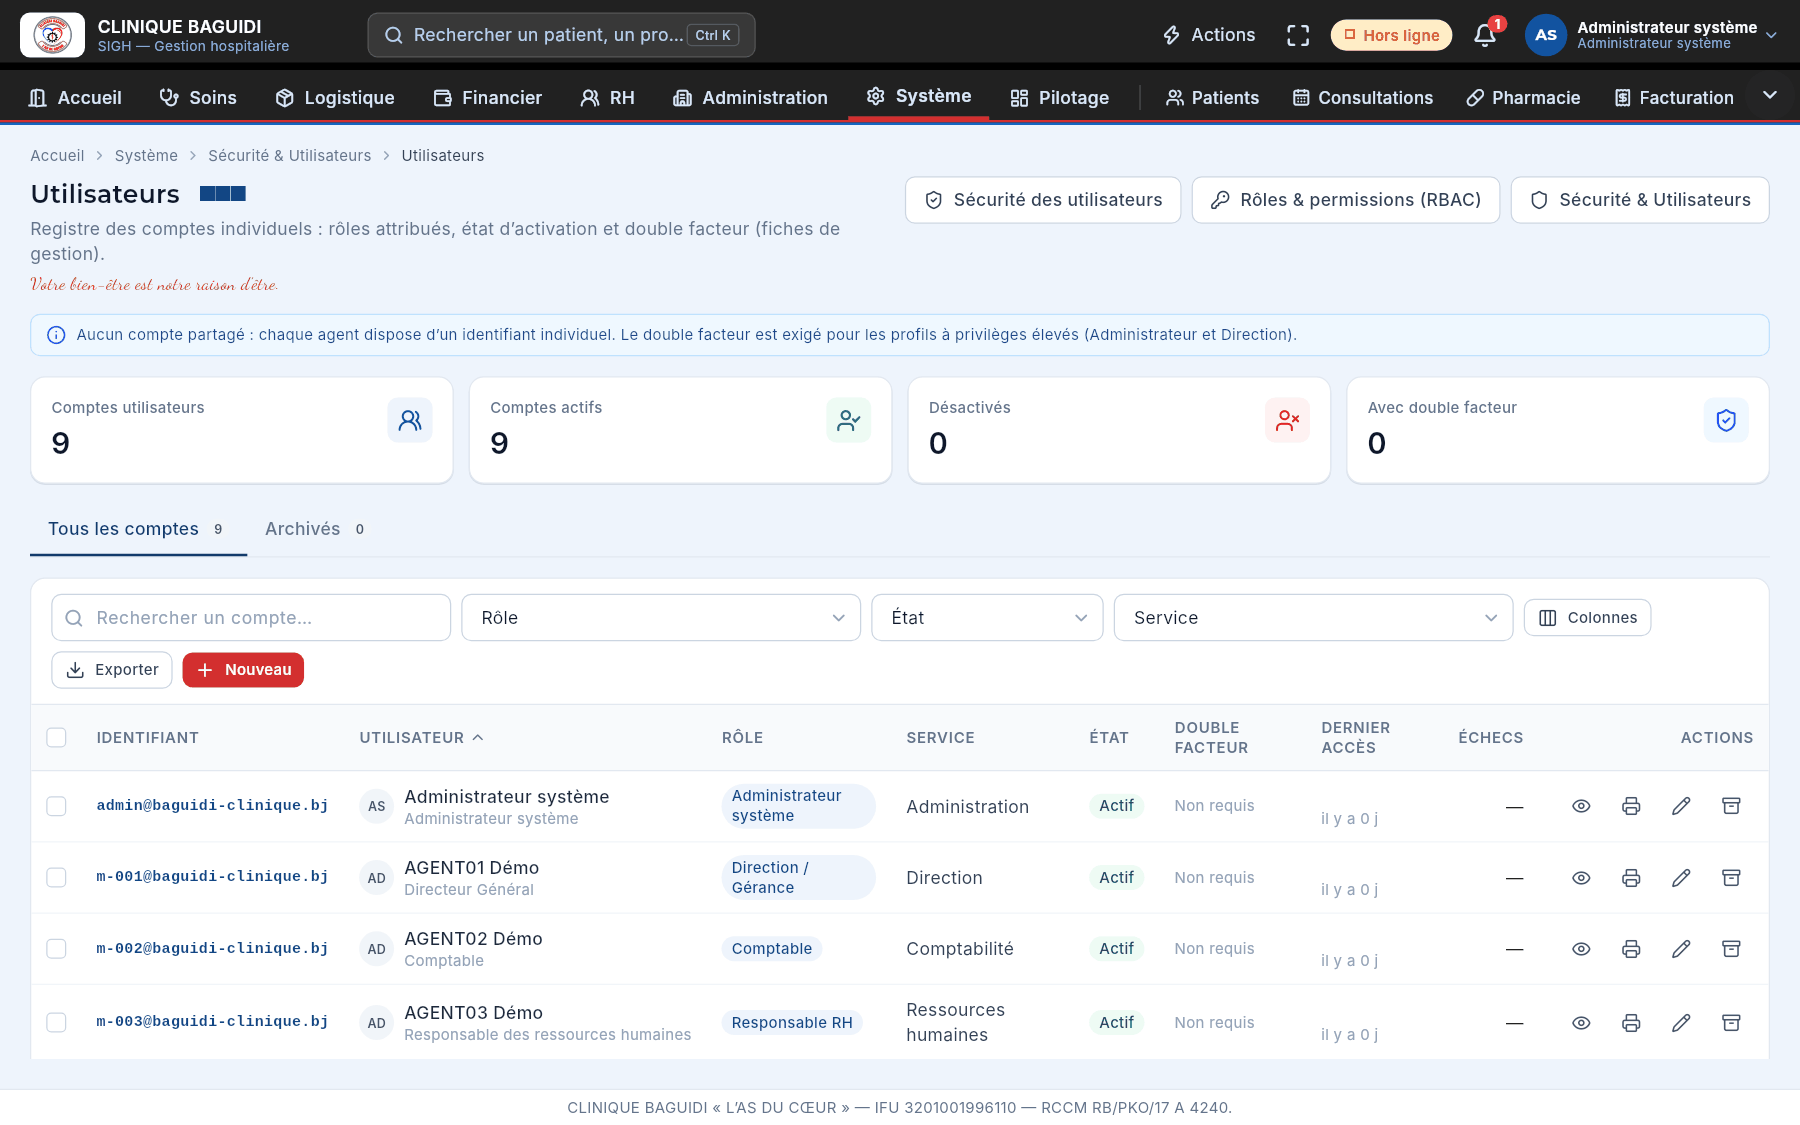 CLINIQUE BAGUIDI
SIGH — Gestion hospitalière
Rechercher un patient, un pro... Ctrl K
Actions
Hors ligne
1
AS
Administrateur système
Administrateur système
Accueil Soins Logistique Financier RH Administration Système Pilotage Patients Consultations Pharmacie Facturation
Accueil > Système > Sécurité & Utilisateurs > Utilisateurs
Utilisateurs
Sécurité des utilisateurs Rôles & permissions (RBAC) Sécurité & Utilisateurs
Registre des comptes individuels : rôles attribués, état d’activation et double facteur (fiches de
gestion).
Votre bien-être est notre raison d'être.
Aucun compte partagé : chaque agent dispose d’un identifiant individuel. Le double facteur est exigé pour les profils à privilèges élevés (Administrateur et Direction).
Comptes utilisateurs
9
Comptes actifs
9
Désactivés
0
Avec double facteur
0
Tous les comptes 9 Archivés 0
Rechercher un compte... Rôle État Service Colonnes
Exporter + Nouveau
IDENTIFIANT UTILISATEUR RÔLE SERVICE ÉTAT DOUBLE FACTEUR DERNIER ACCÈS ÉCHECS ACTIONS
admin@baguidi-clinique.bj AS Administrateur système Administrateur système Administrateur système Administration Actif Non requis il y a 0 j —
m-001@baguidi-clinique.bj AD AGENT01 Démo Directeur Général Direction / Gérance Direction Actif Non requis il y a 0 j —
m-002@baguidi-clinique.bj AD AGENT02 Démo Comptable Comptable Comptabilité Actif Non requis il y a 0 j —
m-003@baguidi-clinique.bj AD AGENT03 Démo Responsable des ressources humaines Responsable RH Ressources humaines Actif Non requis il y a 0 j —
CLINIQUE BAGUIDI « L’AS DU CŒUR » — IFU 3201001996110 — RCCM RB/PKO/17 A 4240.